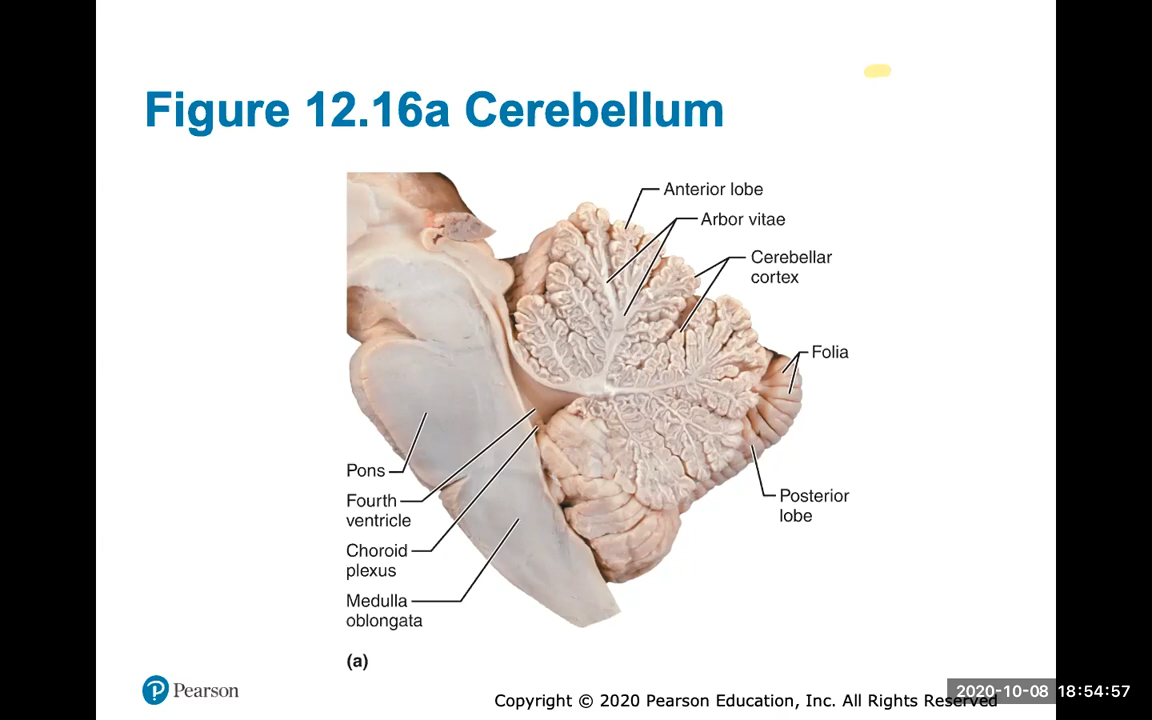 Figure 12.16a Cerebellum
Anterior lobe
Arbor vitae
Cerebellar
cortex
Folia
Pons
Fourth
ventricle
Posterior
lobe
Choroid
plexus
Medulla
oblongata
(a)
Pearson
Copyright © 2020 Pearson Education, Inc. All Rights Reserved
2020-10-08 18:54:57